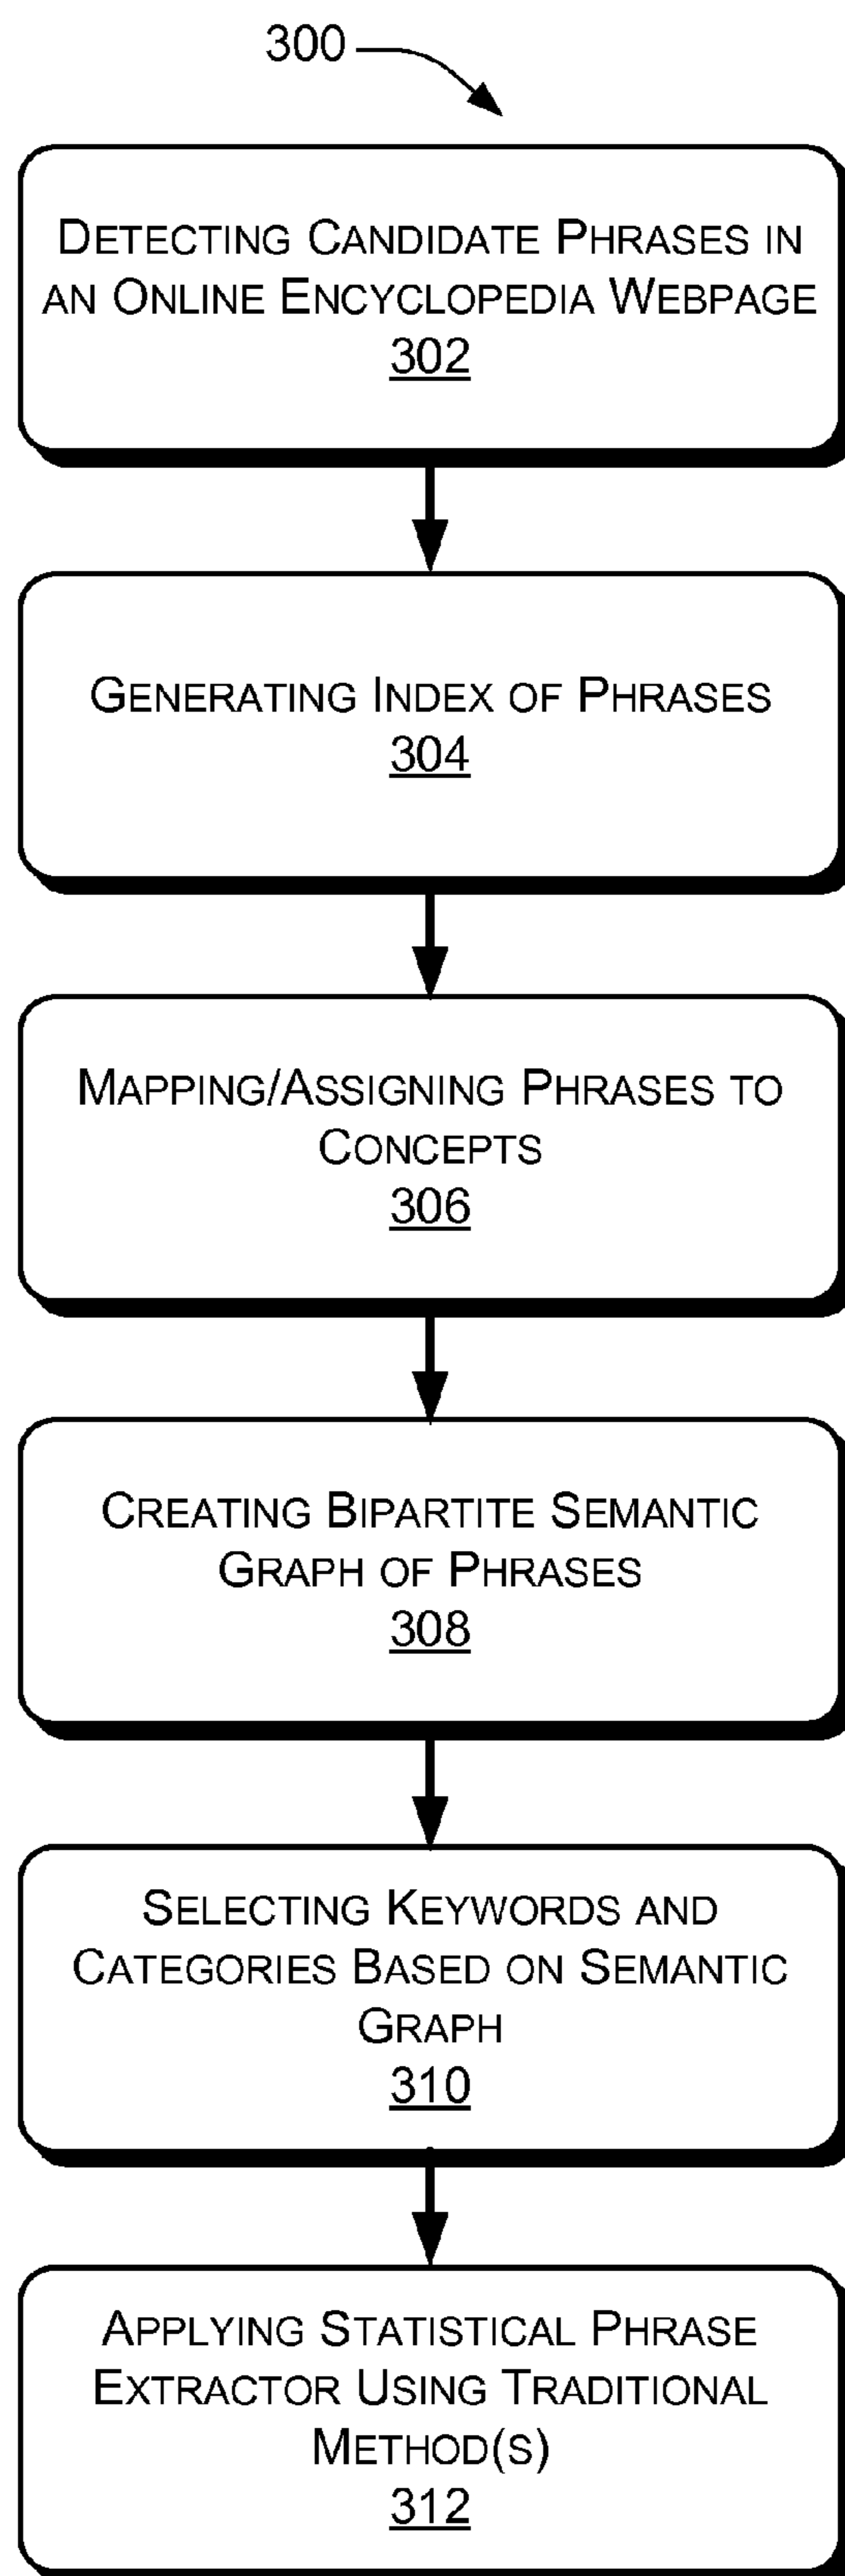 300
DETECTING CANDIDATE PHRASES IN
AN ONLINE ENCYCLOPEDIA WEBPAGE
302
GENERATING INDEX OF PHRASES
304
MAPPING/ASSIGNING PHRASES TO
CONCEPTS
306
CREATING BIPARTITE SEMANTIC
GRAPH OF PHRASES
308
SELECTING KEYWORDS AND
CATEGORIES BASED ON SEMANTIC
GRAPH
310
APPLYING STATISTICAL PHRASE
EXTRACTOR USING TRADITIONAL
METHOD(S)
312